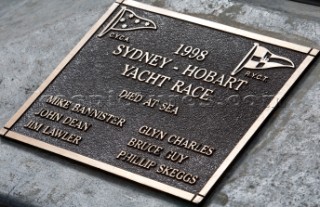 CYCA
RYCT
1998
SYDNEY - HOBART
YACHT RACE
DIED AT SEA
MIKE BANNISTER
JOHN DEAN
JIM LAWLER
GLYN CHARLES
BRUCE GUY
PHILLIP SKEGGS